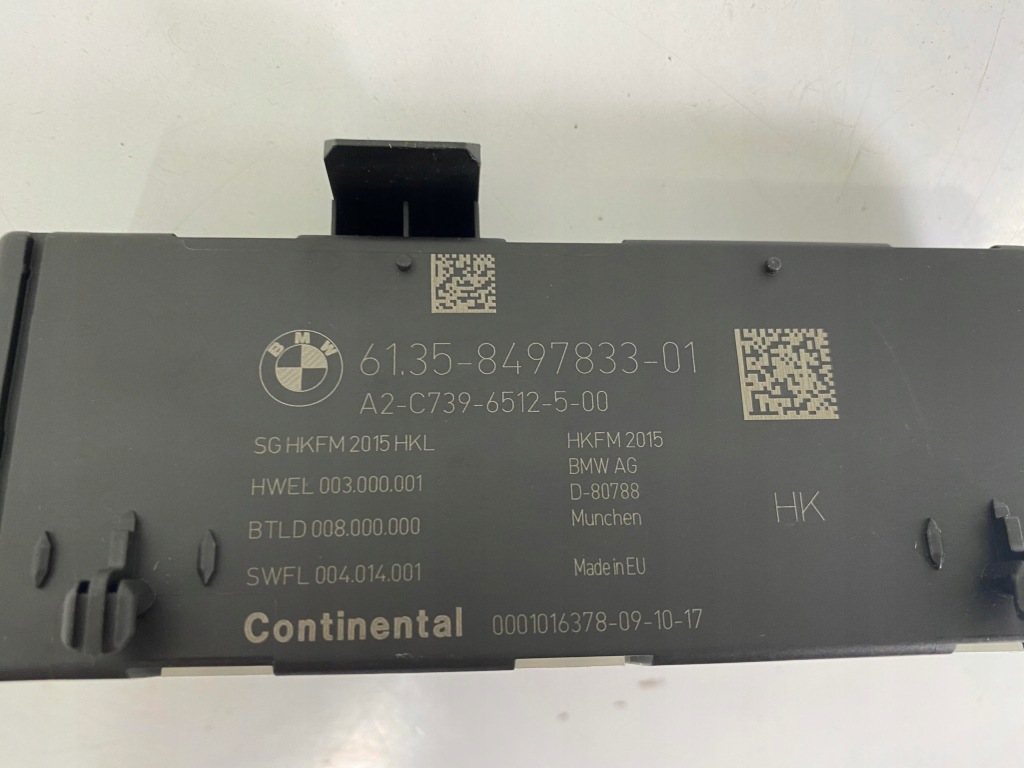 BMW
61.35-8497833-01
A2-C739-6512-5-00
SG HKFM 2015 HKL
HWEL 003.000.001
BTLD 008.000.000
SWFL 004.014.001
HKFM 2015
BMW AG
D-80788
Munchen
Made in EU
HK
Continental 0001016378-09-10-17